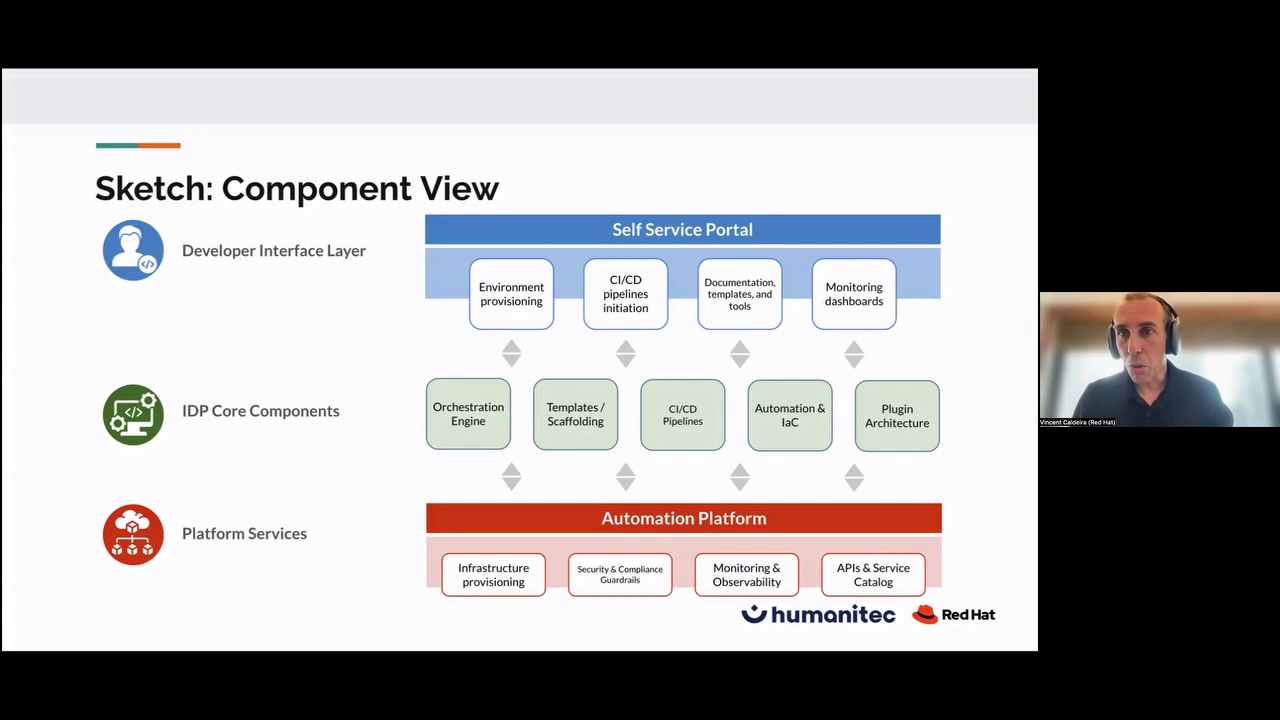 Sketch: Component View
Developer Interface Layer
Self Service Portal
Environment
provisioning
CI/CD
pipelines
initiation
Documentation,
templates, and
tools
Monitoring
dashboards
IDP Core Components
Orchestration
Engine
Templates /
Scaffolding
CI/CD
Pipelines
Automation &
IaC
Plugin
Architecture
Platform Services
Automation Platform
Infrastructure
provisioning
Security & Compliance
Guardrails
Monitoring &
Observability
APIs & Service
Catalog
humanitec
Red Hat
Vincent Caldeira (Red Hat)